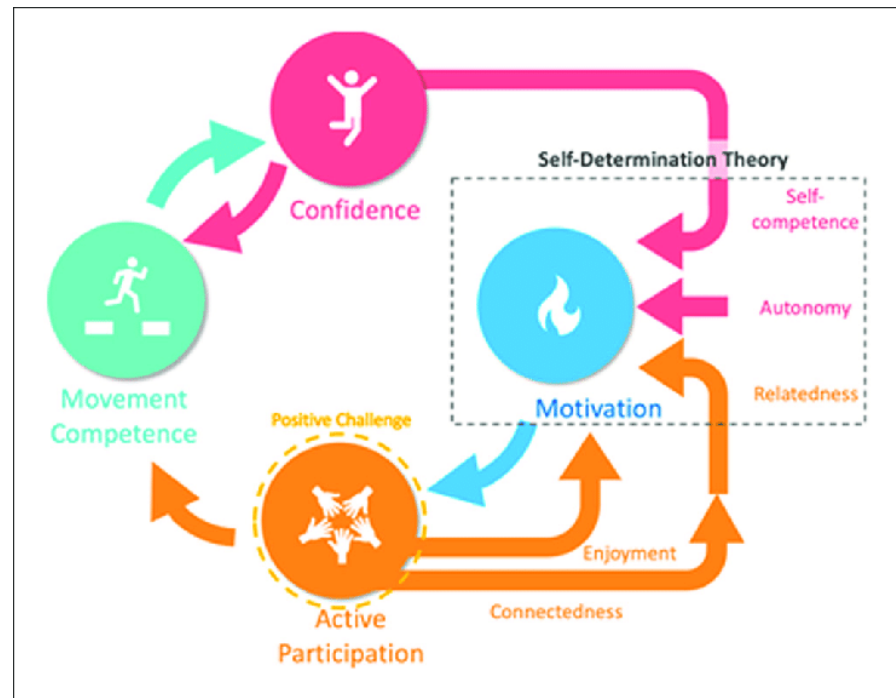 Confidence
Self-Determination Theory
Self-
competence
Autonomy
Relatedness
Motivation
Movement
Competence
Positive Challenge
Enjoyment
Connectedness
Active
Participation